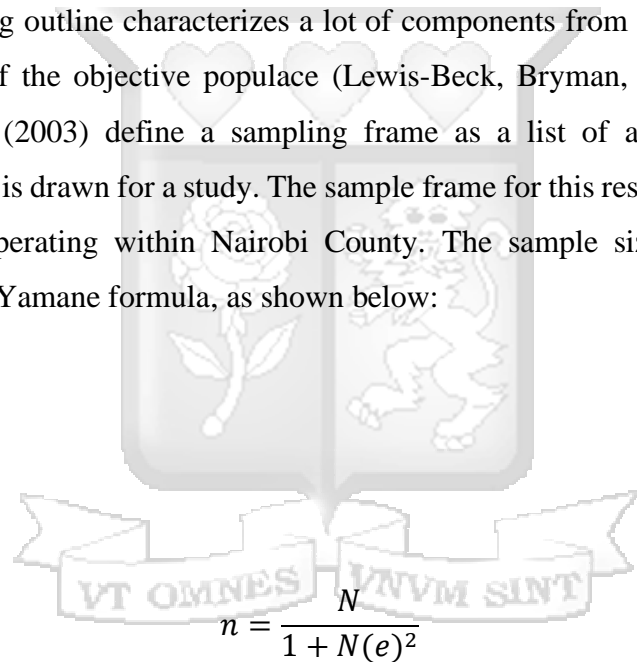 g outline characterizes a lot of components from
f the objective populace (Lewis-Beck, Bryman,
(2003) define a sampling frame as a list of a
is drawn for a study. The sample frame for this res
perating within Nairobi County. The sample siz
Yamane formula, as shown below:
VT OMNES VNVM SINT
n = N / 1 + N(e)²